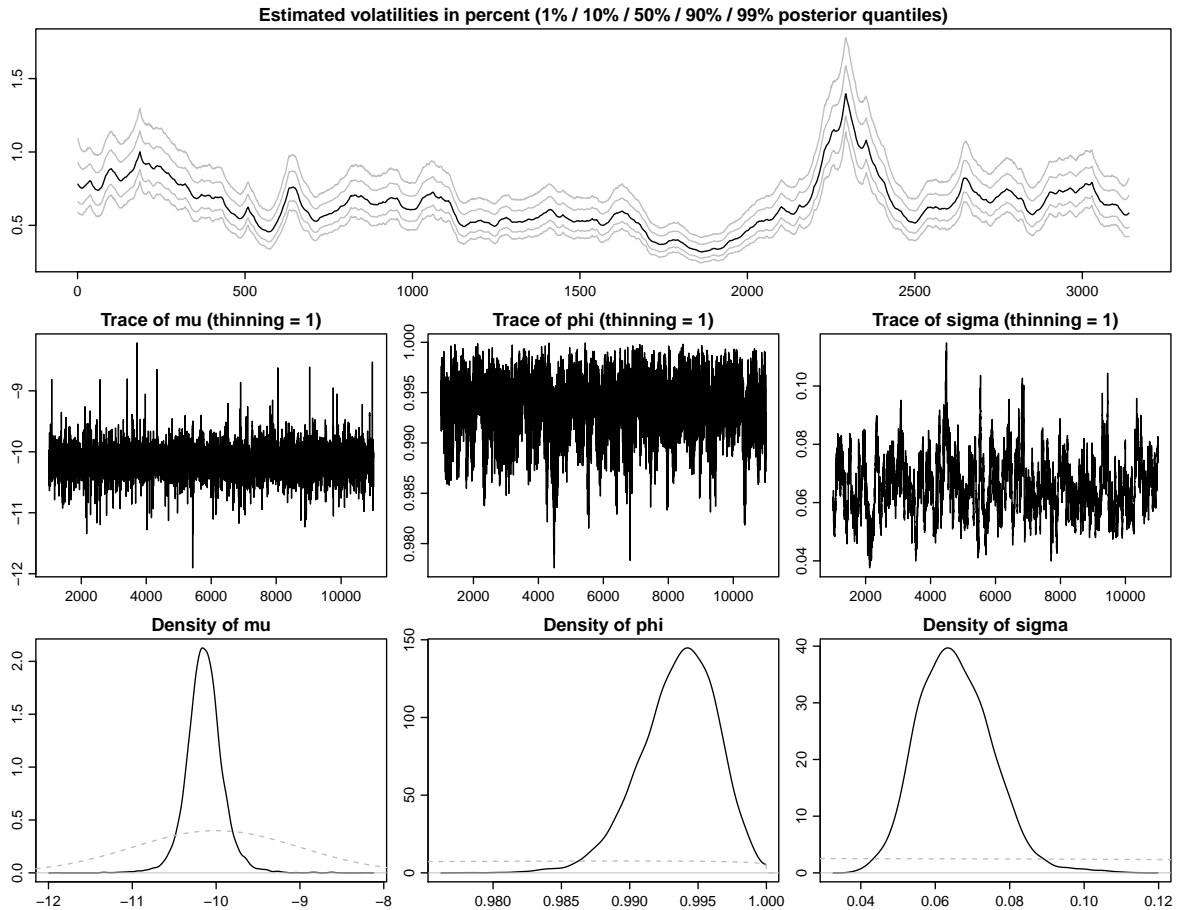 Estimated volatilities in percent (1% / 10% / 50% / 90% / 99% posterior quantiles)
1.5
1.0
0.5
0 500 1000 1500 2000 2500 3000
Trace of mu (thinning = 1)
−9
−10
−11
−12
2000 4000 6000 8000 10000
Trace of phi (thinning = 1)
1.000
0.995
0.990
0.985
0.980
2000 4000 6000 8000 10000
Trace of sigma (thinning = 1)
0.10
0.08
0.06
0.04
2000 4000 6000 8000 10000
Density of mu
2.0
1.5
1.0
0.5
0.0
−12 −11 −10 −9 −8
Density of phi
150
100
50
0
0.980 0.985 0.990 0.995 1.000
Density of sigma
40
30
20
10
0
0.04 0.06 0.08 0.10 0.12